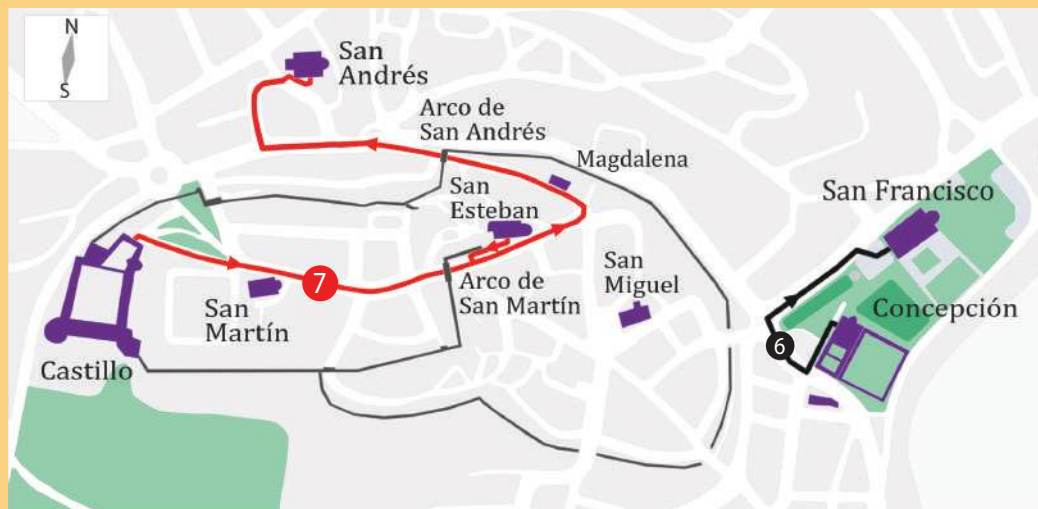 N
S
San
Andrés
Arco de
San Andrés
Magdalena
San
Esteban
San Francisco
7
San
Martín
Arco de
San Martín
San
Miguel
Concepción
6
Castillo